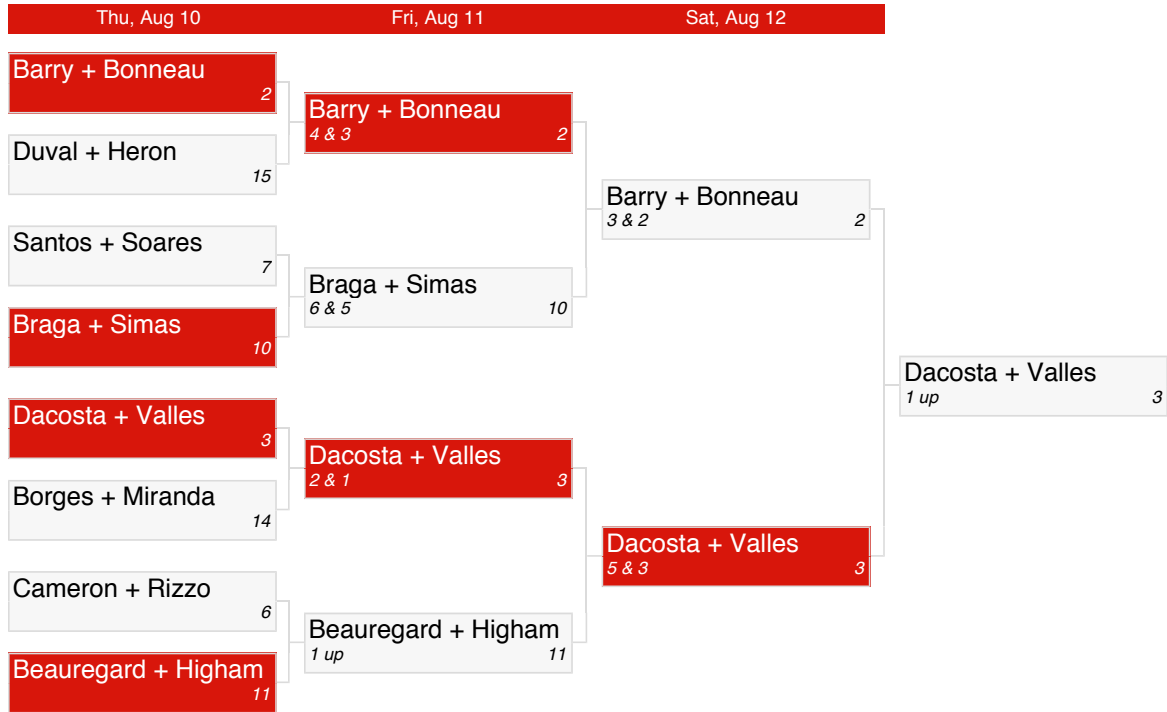 Thu, Aug 10
Fri, Aug 11
Sat, Aug 12
Barry + Bonneau
2
Duval + Heron
15
Santos + Soares
7
Braga + Simas
10
Dacosta + Valles
3
Borges + Miranda
14
Cameron + Rizzo
6
Beauregard + Higham
11
Barry + Bonneau
4 & 3 2
Braga + Simas
6 & 5 10
Dacosta + Valles
2 & 1 3
Beauregard + Higham
1 up 11
Barry + Bonneau
3 & 2 2
Dacosta + Valles
5 & 3 3
Dacosta + Valles
1 up 3